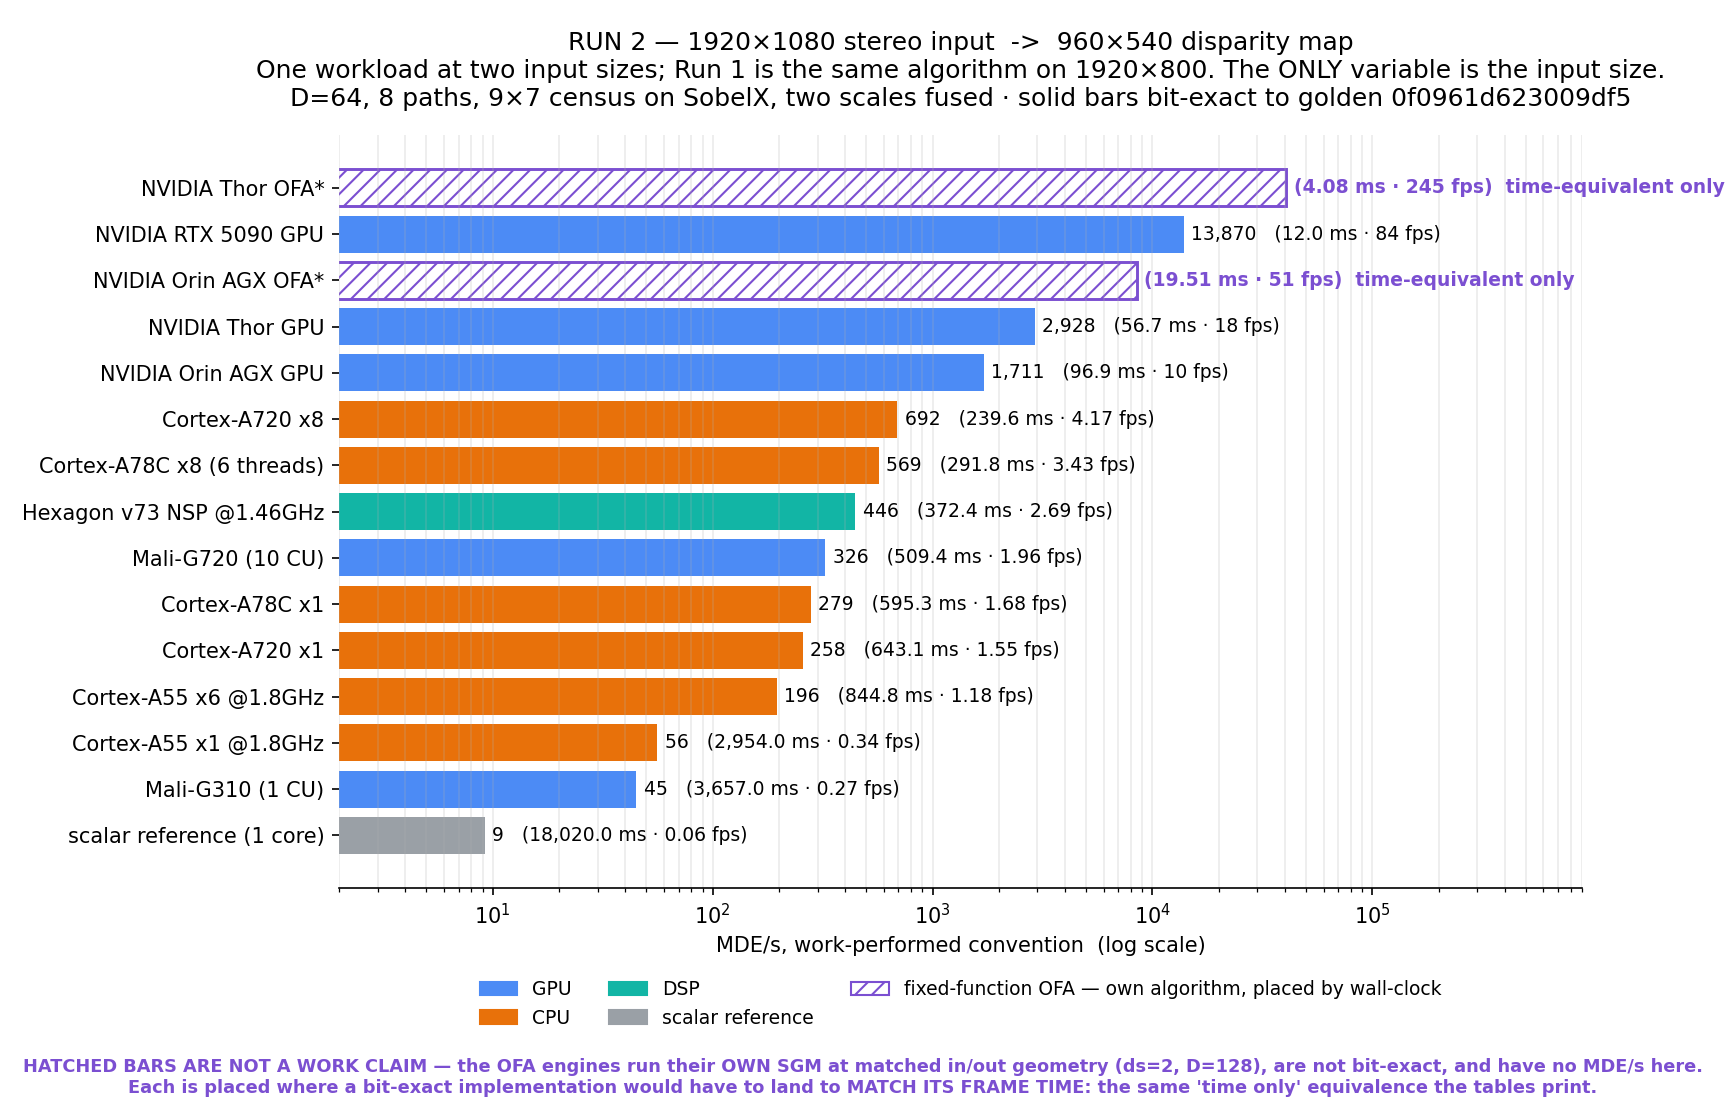 RUN 2 — 1920×1080 stereo input -> 960×540 disparity map
One workload at two input sizes; Run 1 is the same algorithm on 1920×800. The ONLY variable is the input size.
D=64, 8 paths, 9×7 census on SobelX, two scales fused · solid bars bit-exact to golden 0f0961d623009df5
NVIDIA Thor OFA* (4.08 ms · 245 fps) time-equivalent only
NVIDIA RTX 5090 GPU 13,870 (12.0 ms · 84 fps)
NVIDIA Orin AGX OFA* (19.51 ms · 51 fps) time-equivalent only
NVIDIA Thor GPU 2,928 (56.7 ms · 18 fps)
NVIDIA Orin AGX GPU 1,711 (96.9 ms · 10 fps)
Cortex-A720 x8 692 (239.6 ms · 4.17 fps)
Cortex-A78C x8 (6 threads) 569 (291.8 ms · 3.43 fps)
Hexagon v73 NSP @1.46GHz 446 (372.4 ms · 2.69 fps)
Mali-G720 (10 CU) 326 (509.4 ms · 1.96 fps)
Cortex-A78C x1 279 (595.3 ms · 1.68 fps)
Cortex-A720 x1 258 (643.1 ms · 1.55 fps)
Cortex-A55 x6 @1.8GHz 196 (844.8 ms · 1.18 fps)
Cortex-A55 x1 @1.8GHz 56 (2,954.0 ms · 0.34 fps)
Mali-G310 (1 CU) 45 (3,657.0 ms · 0.27 fps)
scalar reference (1 core) 9 (18,020.0 ms · 0.06 fps)
10¹ 10² 10³ 10⁴ 10⁵
MDE/s, work-performed convention (log scale)
GPU DSP fixed-function OFA — own algorithm, placed by wall-clock
CPU scalar reference
HATCHED BARS ARE NOT A WORK CLAIM — the OFA engines run their OWN SGM at matched in/out geometry (ds=2, D=128), are not bit-exact, and have no MDE/s here.
Each is placed where a bit-exact implementation would have to land to MATCH ITS FRAME TIME: the same 'time only' equivalence the tables print.